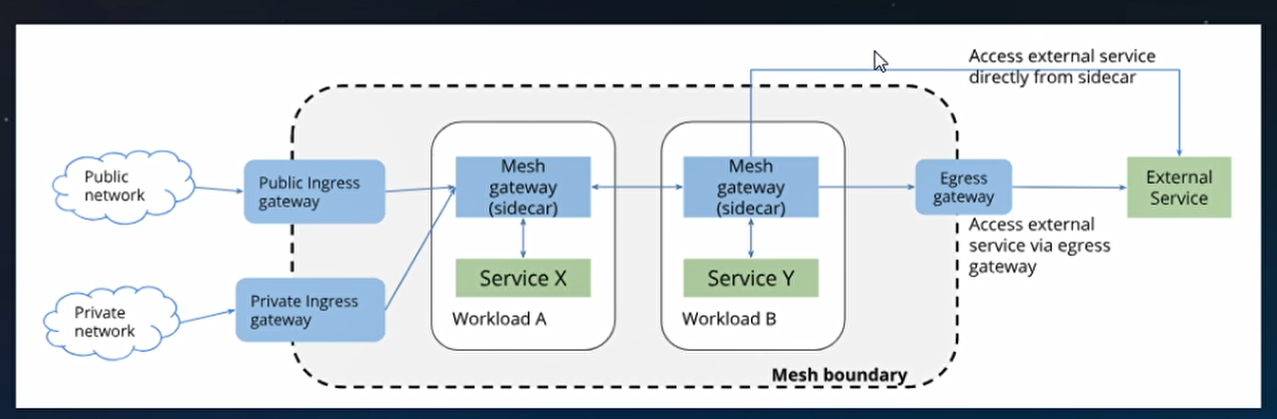 Access external service
directly from sidecar
Public
network
Public Ingress
gateway
Mesh
gateway
(sidecar)
Mesh
gateway
(sidecar)
Egress
gateway
External
Service
Access external
service via egress
gateway
Service X
Service Y
Private
network
Private Ingress
gateway
Workload A
Workload B
Mesh boundary